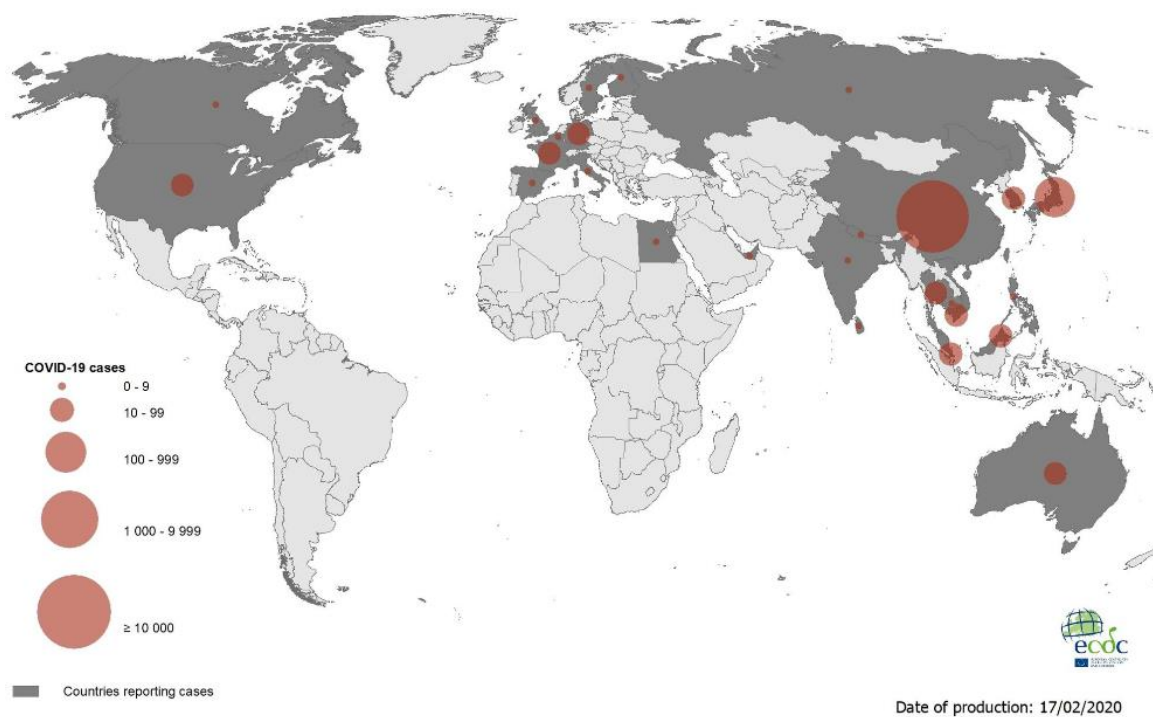 COVID-19 cases
0 - 9
10 - 99
100 - 999
1 000 - 9 999
≥ 10 000
Countries reporting cases
ecdc
Date of production: 17/02/2020